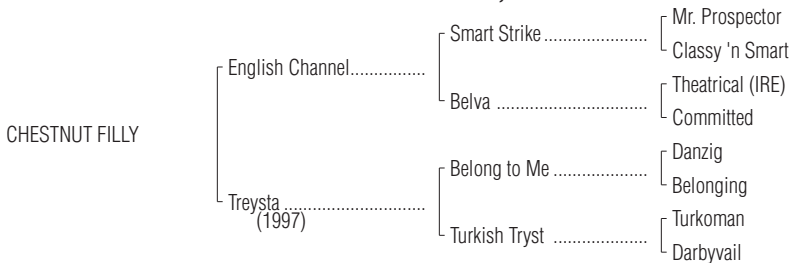 Mr. Prospector
Smart Strike......................
Classy 'n Smart
English Channel................
Theatrical (IRE)
Belva ................................
Committed
CHESTNUT FILLY
Danzig
Belong to Me ....................
Belonging
Treysta ..............................
(1997)
Turkoman
Turkish Tryst ....................
Darbyvail